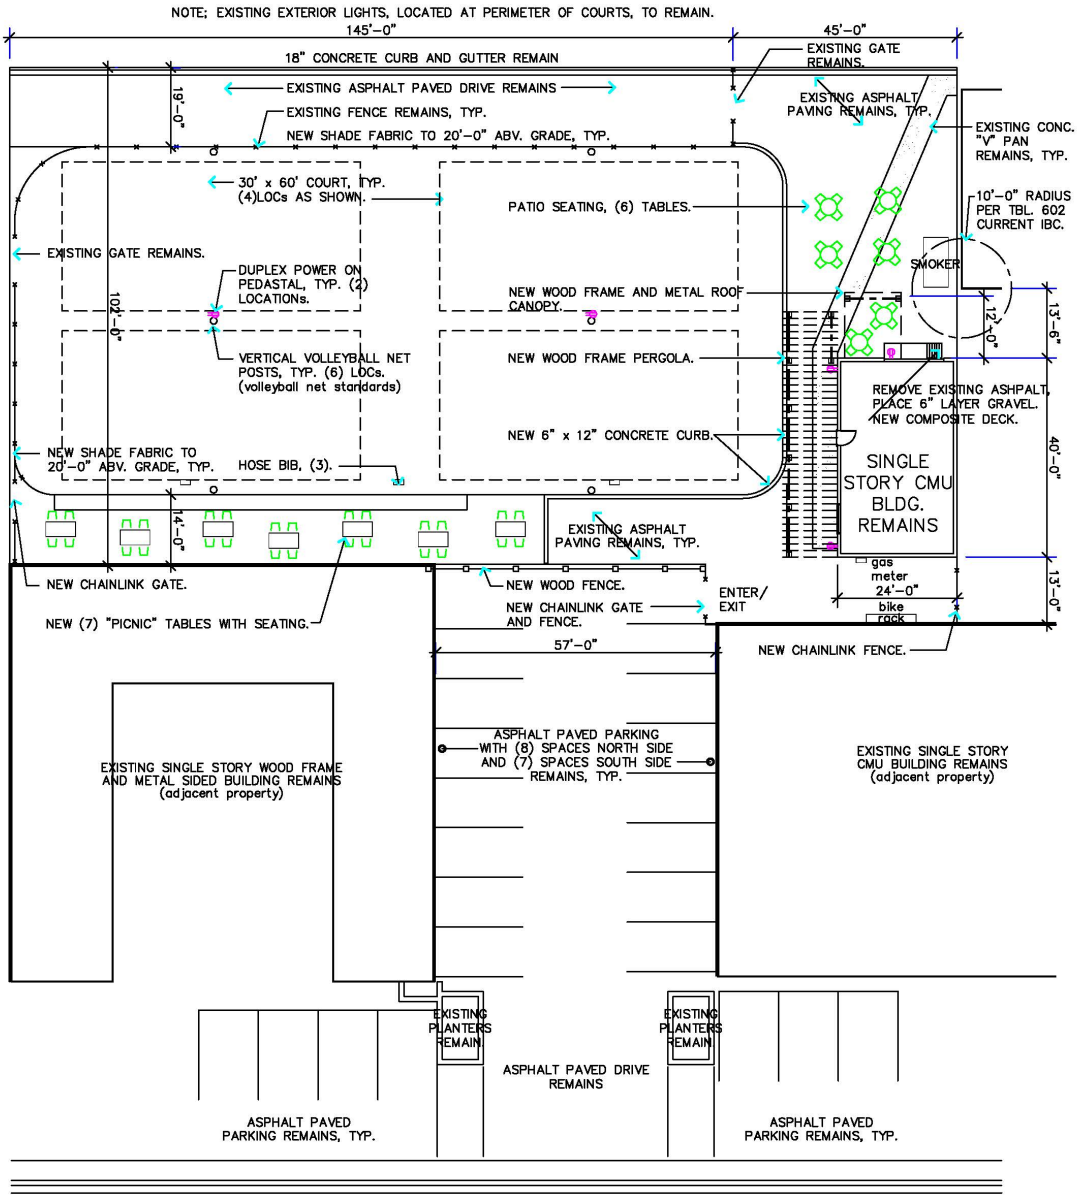 NOTE; EXISTING EXTERIOR LIGHTS, LOCATED AT PERIMETER OF COURTS, TO REMAIN.
145'-0"
45'-0"
18" CONCRETE CURB AND GUTTER REMAIN
EXISTING GATE
REMAINS.
19'-0"
EXISTING ASPHALT PAVED DRIVE REMAINS
EXISTING ASPHALT
PAVING REMAINS, TYP.
EXISTING FENCE REMAINS, TYP.
NEW SHADE FABRIC TO 20'-0" ABV. GRADE, TYP.
EXISTING CONC.
"V" PAN
REMAINS, TYP.
30' x 60' COURT, TYP.
(4)LOCs AS SHOWN.
PATIO SEATING, (6) TABLES.
10'-0" RADIUS
PER TBL. 602
CURRENT IBC.
EXISTING GATE REMAINS.
SMOKER
DUPLEX POWER ON
PEDASTAL, TYP. (2)
LOCATIONs.
102'-0"
NEW WOOD FRAME AND METAL ROOF
CANOPY.
12'-0"
13'-6"
VERTICAL VOLLEYBALL NET
POSTS, TYP. (6) LOCs.
(volleyball net standards)
NEW WOOD FRAME PERGOLA.
REMOVE EXISTING ASHPALT,
PLACE 6" LAYER GRAVEL.
NEW COMPOSITE DECK.
NEW 6" x 12" CONCRETE CURB.
40'-0"
NEW SHADE FABRIC TO
20'-0" ABV. GRADE, TYP.
HOSE BIB, (3).
SINGLE
STORY CMU
BLDG.
REMAINS
14'-0"
EXISTING ASPHALT
PAVING REMAINS, TYP.
gas
meter
24'-0"
13'-0"
bike
rack
NEW CHAINLINK GATE.
NEW WOOD FENCE.
ENTER/
EXIT
NEW CHAINLINK GATE
AND FENCE.
NEW (7) "PICNIC" TABLES WITH SEATING.
57'-0"
NEW CHAINLINK FENCE.
ASPHALT PAVED PARKING
WITH (8) SPACES NORTH SIDE
AND (7) SPACES SOUTH SIDE
REMAINS, TYP.
EXISTING SINGLE STORY WOOD FRAME
AND METAL SIDED BUILDING REMAINS
(adjacent property)
EXISTING SINGLE STORY
CMU BUILDING REMAINS
(adjacent property)
EXISTING
PLANTERS
REMAIN.
EXISTING
PLANTERS
REMAIN.
ASPHALT PAVED DRIVE
REMAINS
ASPHALT PAVED
PARKING REMAINS, TYP.
ASPHALT PAVED
PARKING REMAINS, TYP.